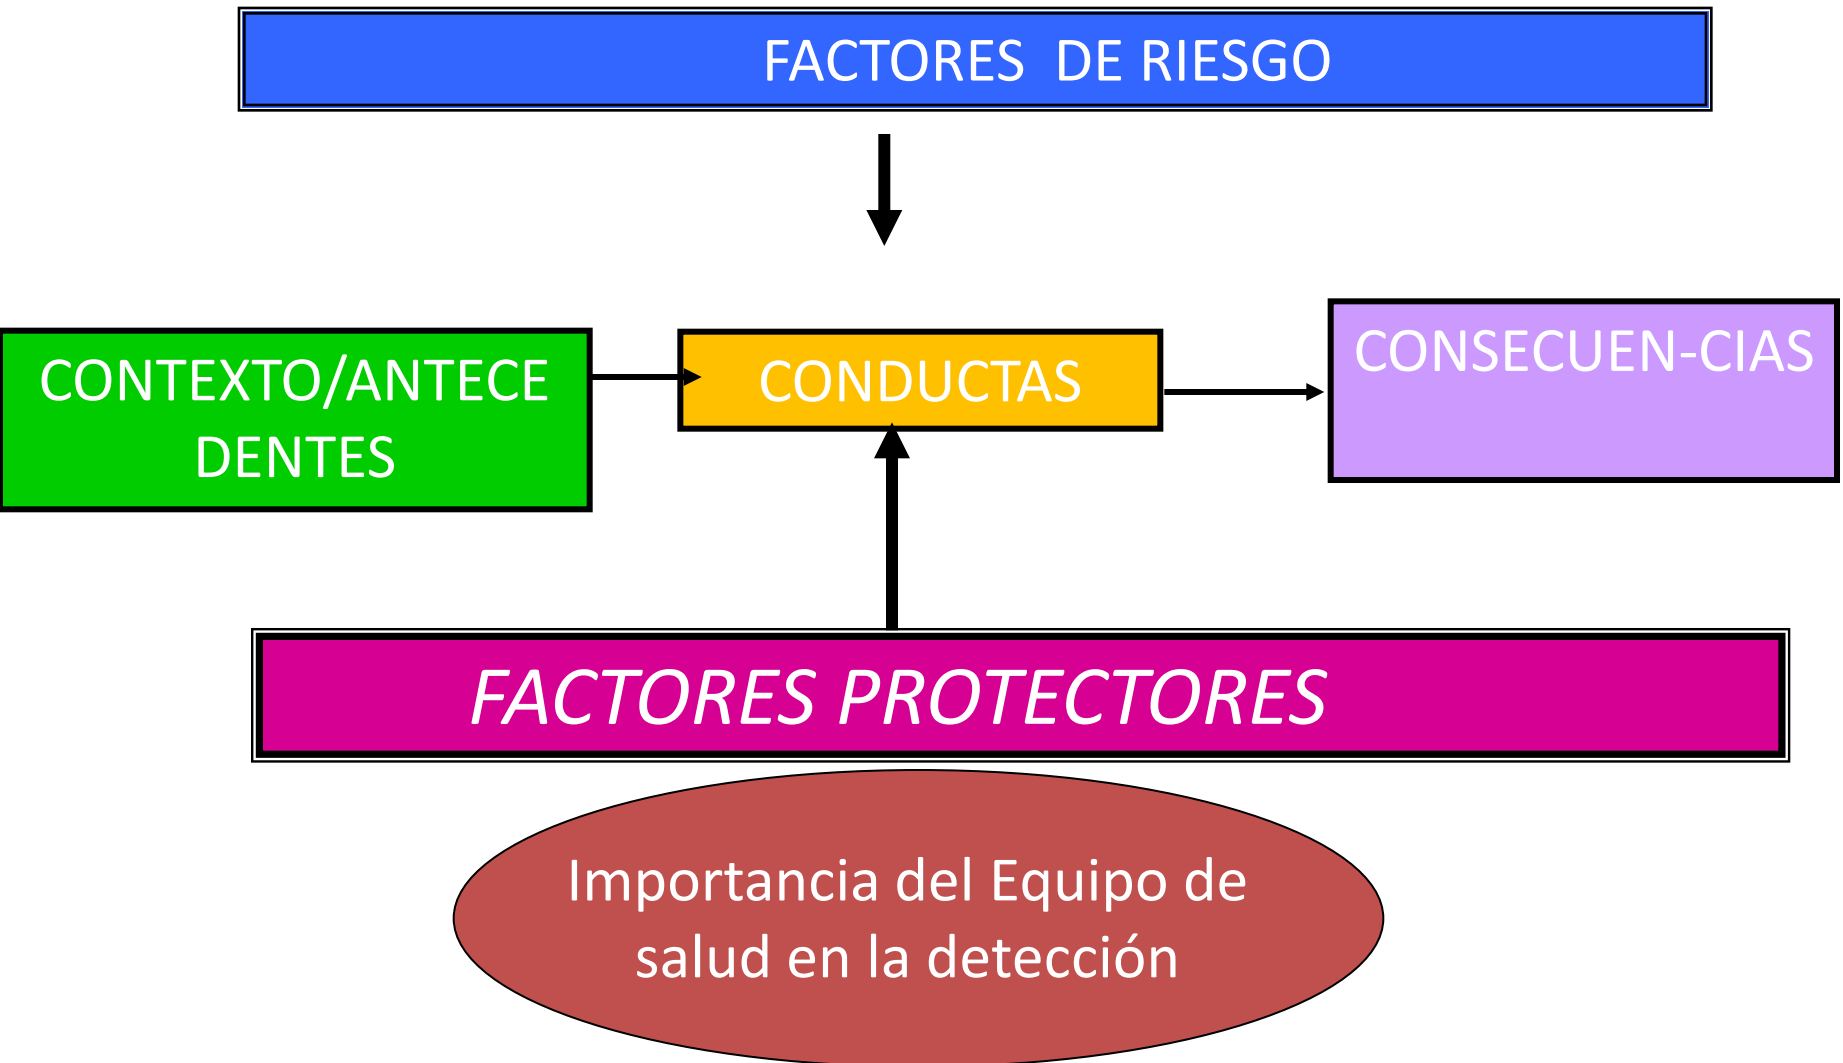 FACTORES  DE RIESGO
CONTEXTO/ANTECE
DENTES
CONDUCTAS
CONSECUEN-CIAS
FACTORES PROTECTORES
Importancia del Equipo de
salud en la detección